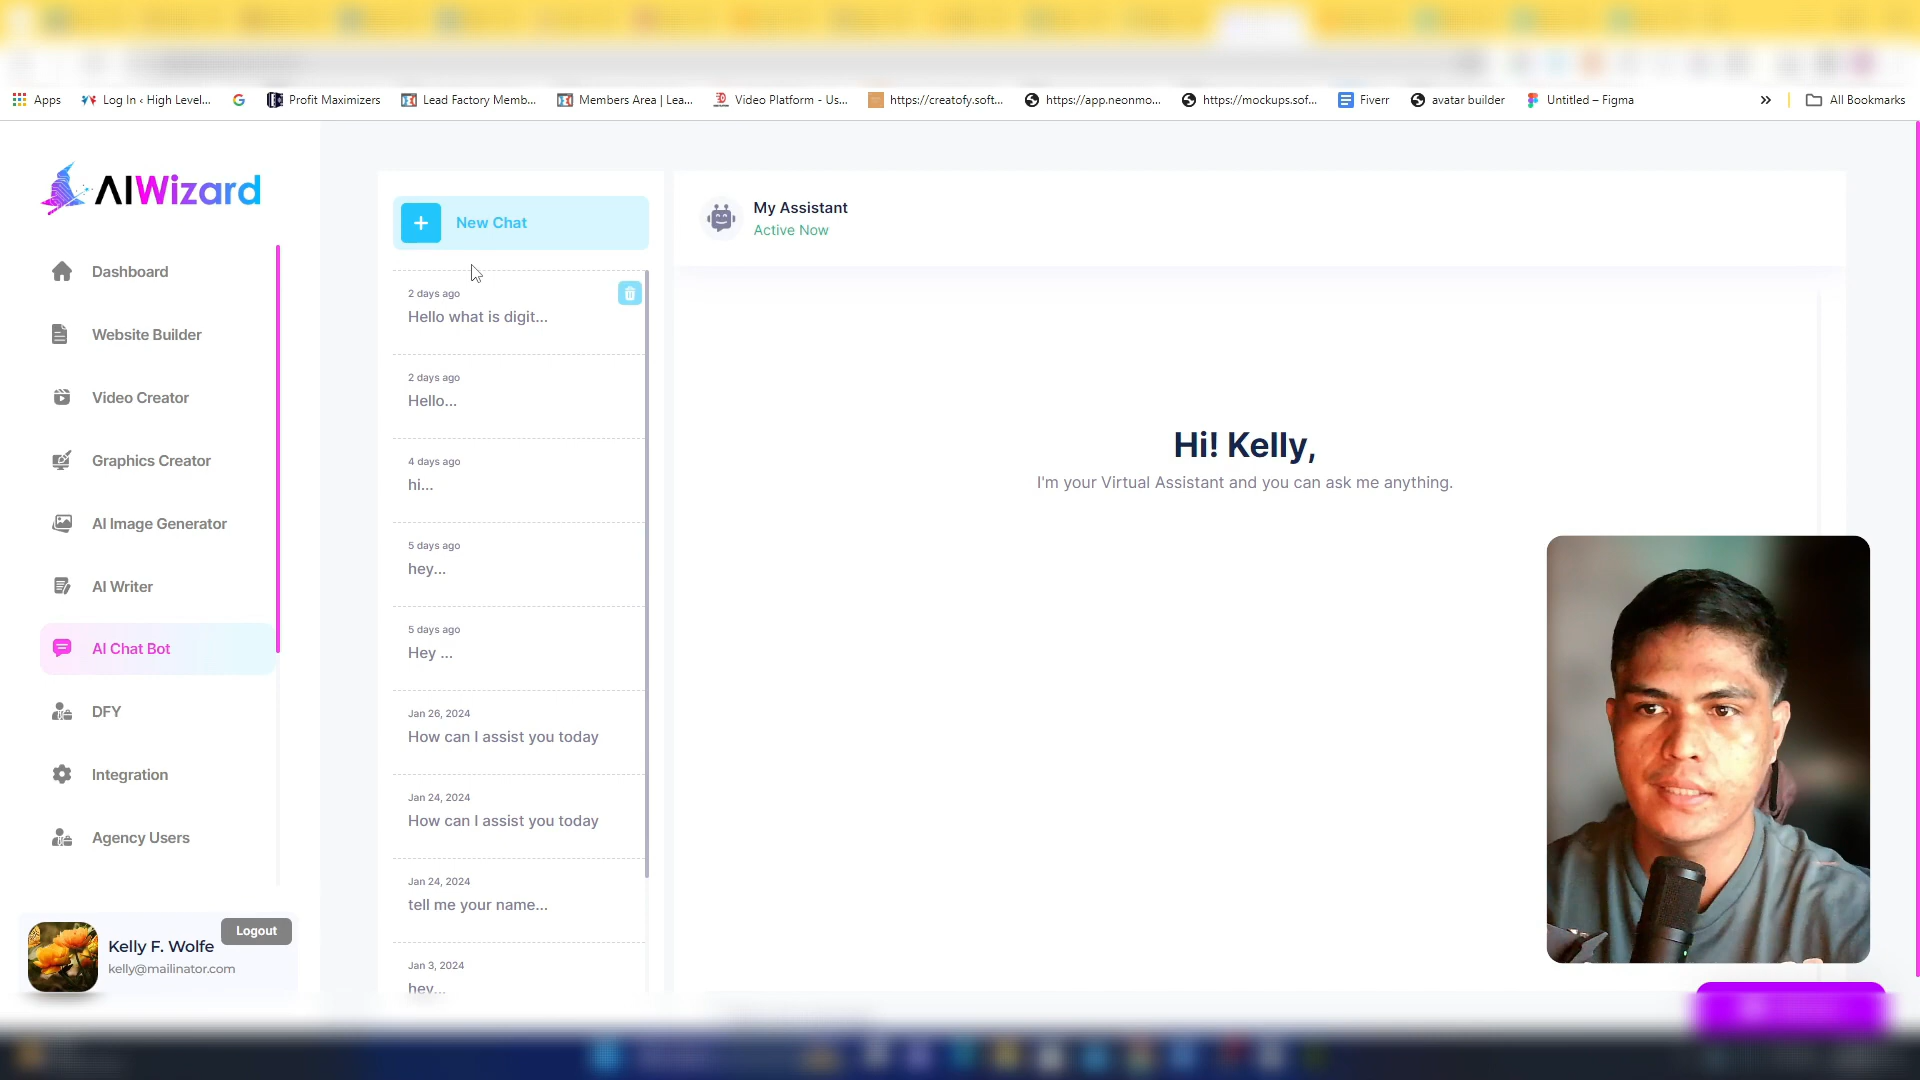 Apps
Log In ‹ High Level...
Profit Maximizers
Lead Factory Memb...
Members Area | Lea...
Video Platform - Us...
https://creatofy.soft...
https://app.neonmo...
https://mockups.sof...
Fiverr
avatar builder
Untitled – Figma
»
All Bookmarks
AIWizard
Dashboard
Website Builder
Video Creator
Graphics Creator
AI Image Generator
AI Writer
AI Chat Bot
DFY
Integration
Agency Users
Kelly F. Wolfe
Logout
kelly@mailinator.com
+ New Chat
2 days ago
Hello what is digit...
2 days ago
Hello...
4 days ago
hi...
5 days ago
hey...
5 days ago
Hey ...
Jan 26, 2024
How can I assist you today
Jan 24, 2024
How can I assist you today
Jan 24, 2024
tell me your name...
Jan 3, 2024
hey...
My Assistant
Active Now
Hi! Kelly,
I'm your Virtual Assistant and you can ask me anything.